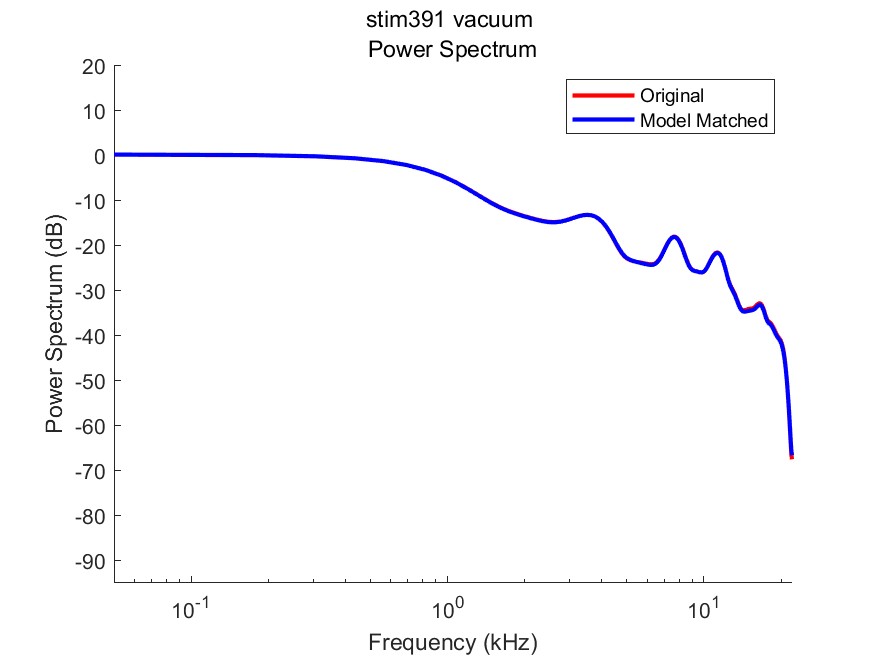 stim391 vacuum
Power Spectrum
Original
Model Matched
20
10
0
-10
-20
-30
-40
-50
-60
-70
-80
-90
Power Spectrum (dB)
10^-1
10^0
10^1
Frequency (kHz)